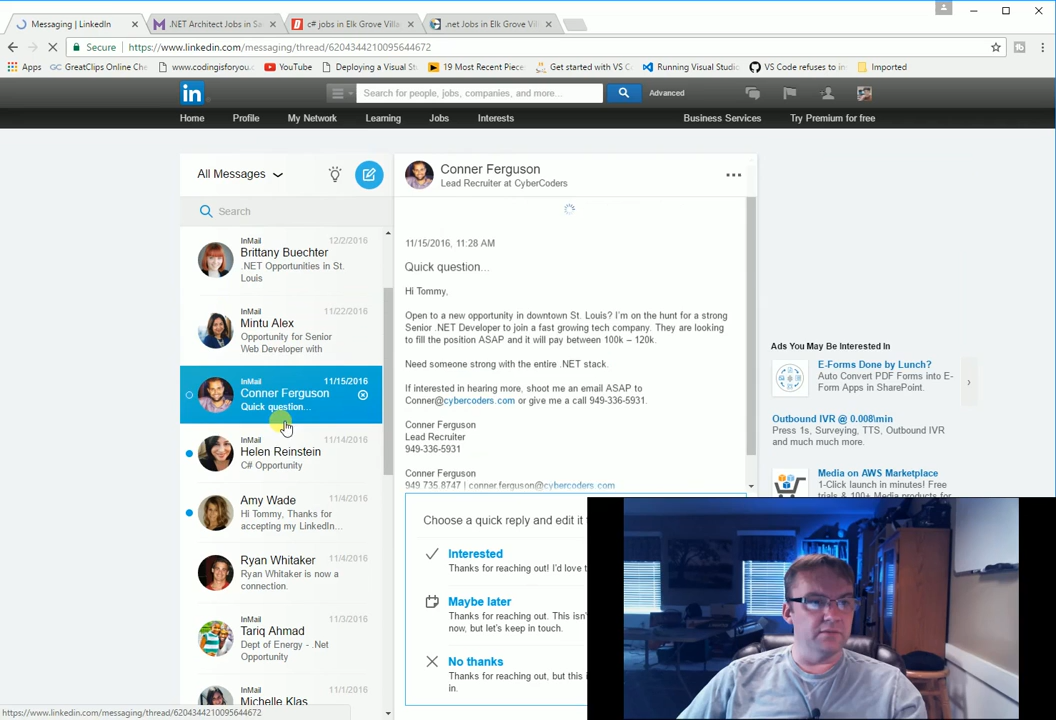 Messaging | LinkedIn
.NET Architect Jobs in Sa
c# jobs in Elk Grove Villa
.net Jobs in Elk Grove Vil
Secure
https://www.linkedin.com/messaging/thread/6204344210095644672
Apps
GreatClips Online Che
www.codingisforyou.c
YouTube
Deploying a Visual St
19 Most Recent Piece
Get started with VS C
Running Visual Studi
VS Code refuses to in
Imported
in
Search for people, jobs, companies, and more...
Advanced
Home
Profile
My Network
Learning
Jobs
Interests
Business Services
Try Premium for free
All Messages
Search
InMail
12/2/2016
Brittany Buechter
.NET Opportunities in St.
Louis
InMail
11/22/2016
Mintu Alex
Opportunity for Senior
Web Developer with
InMail
11/15/2016
Conner Ferguson
Quick question...
InMail
11/14/2016
Helen Reinstein
C# Opportunity
Amy Wade
11/4/2016
Hi Tommy, Thanks for
accepting my LinkedIn...
Ryan Whitaker
11/4/2016
Ryan Whitaker is now a
connection.
InMail
11/3/2016
Tariq Ahmad
Dept of Energy - .Net
Opportunity
InMail
11/1/2016
Michelle Klas
Conner Ferguson
Lead Recruiter at CyberCoders
11/15/2016, 11:28 AM
Quick question...
Hi Tommy,
Open to a new opportunity in downtown St. Louis? I'm on the hunt for a strong
Senior .NET Developer to join a fast growing tech company. They are looking
to fill the position ASAP and it will pay between 100k – 120k.
Need someone strong with the entire .NET stack.
If interested in hearing more, shoot me an email ASAP to
Conner@cybercoders.com or give me a call 949-336-5931.
Conner Ferguson
Lead Recruiter
949-336-5931
Conner Ferguson
949 735 8747 | conner.ferguson@cybercoders.com
Choose a quick reply and edit it
Interested
Thanks for reaching out! I'd love t
Maybe later
Thanks for reaching out. This isn'
now, but let's keep in touch.
No thanks
Thanks for reaching out, but this i
in.
Ads You May Be Interested In
E-Forms Done by Lunch?
Auto Convert PDF Forms into E-
Form Apps in SharePoint.
Outbound IVR @ 0.008\min
Press 1s, Surveying, TTS, Outbound IVR
and much much more.
Media on AWS Marketplace
1-Click launch in minutes! Free
trials & 100+ Media products for
https://www.linkedin.com/messaging/thread/6204344210095644672